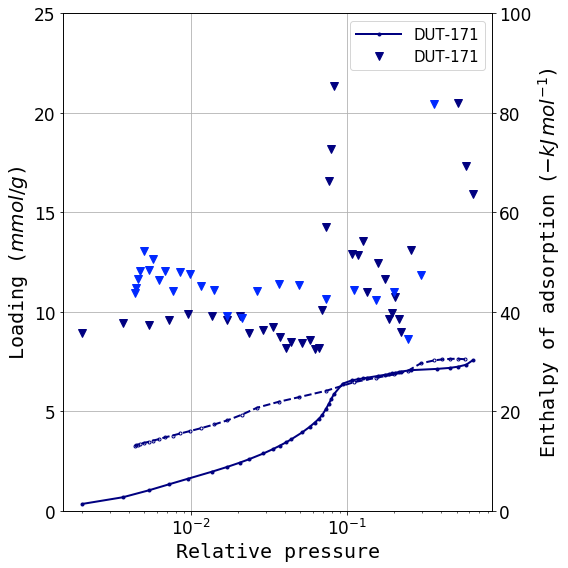 25
20
15
10
5
0
100
80
60
40
20
0
10⁻²
10⁻¹
Loading (mmol/g)
Relative pressure
Enthalpy of adsorption (−kJ mol⁻¹)
DUT-171
DUT-171